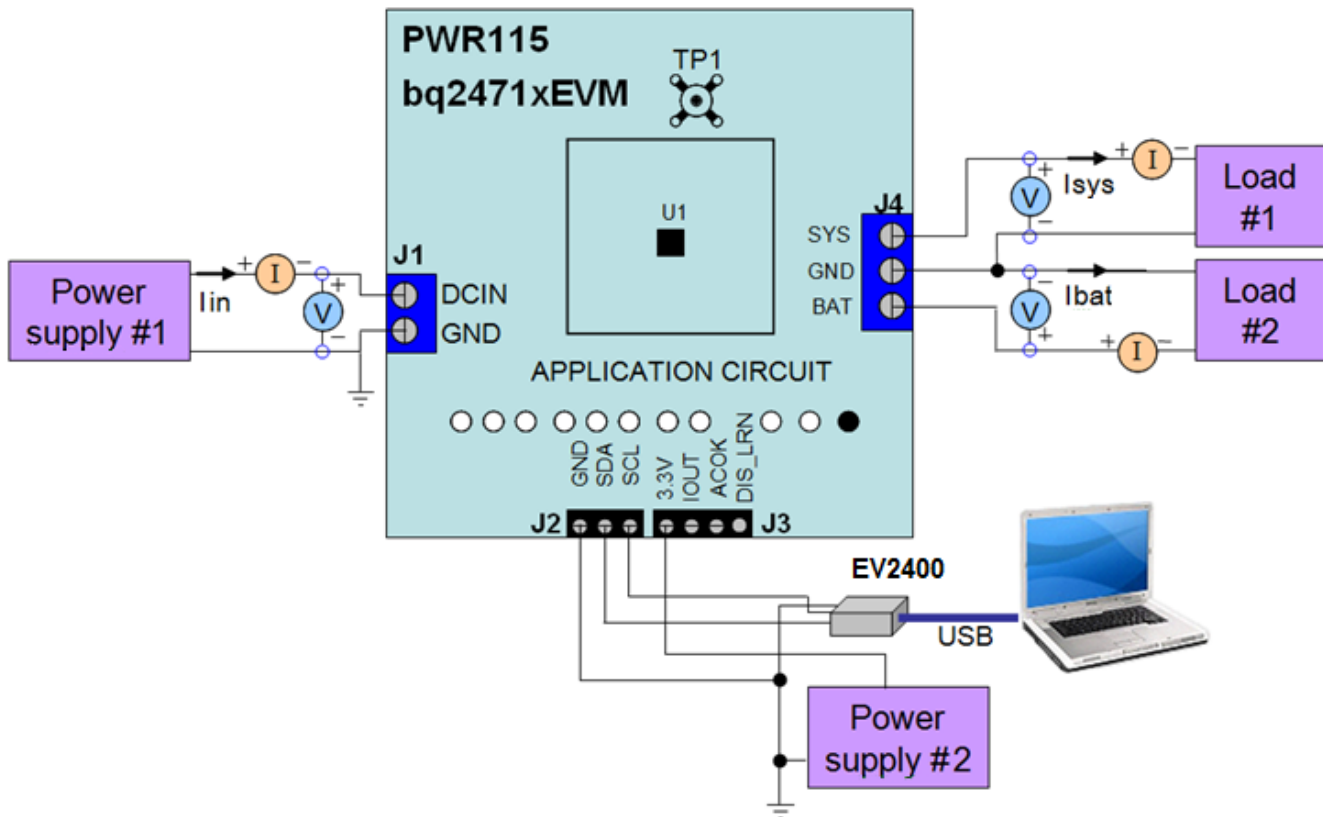 PWR115
bq2471xEVM
TP1
U1
J1
DCIN
GND
Power
supply #1
Iin
+
I
−
+
V
−
J4
SYS
GND
BAT
+
V
−
Isys
+
I
−
Load
#1
−
V
+
Ibat
+
I
−
Load
#2
APPLICATION CIRCUIT
GND
SDA
SCL
3.3V
IOUT
ACOK
DIS_LRN
J2
J3
EV2400
USB
Power
supply #2